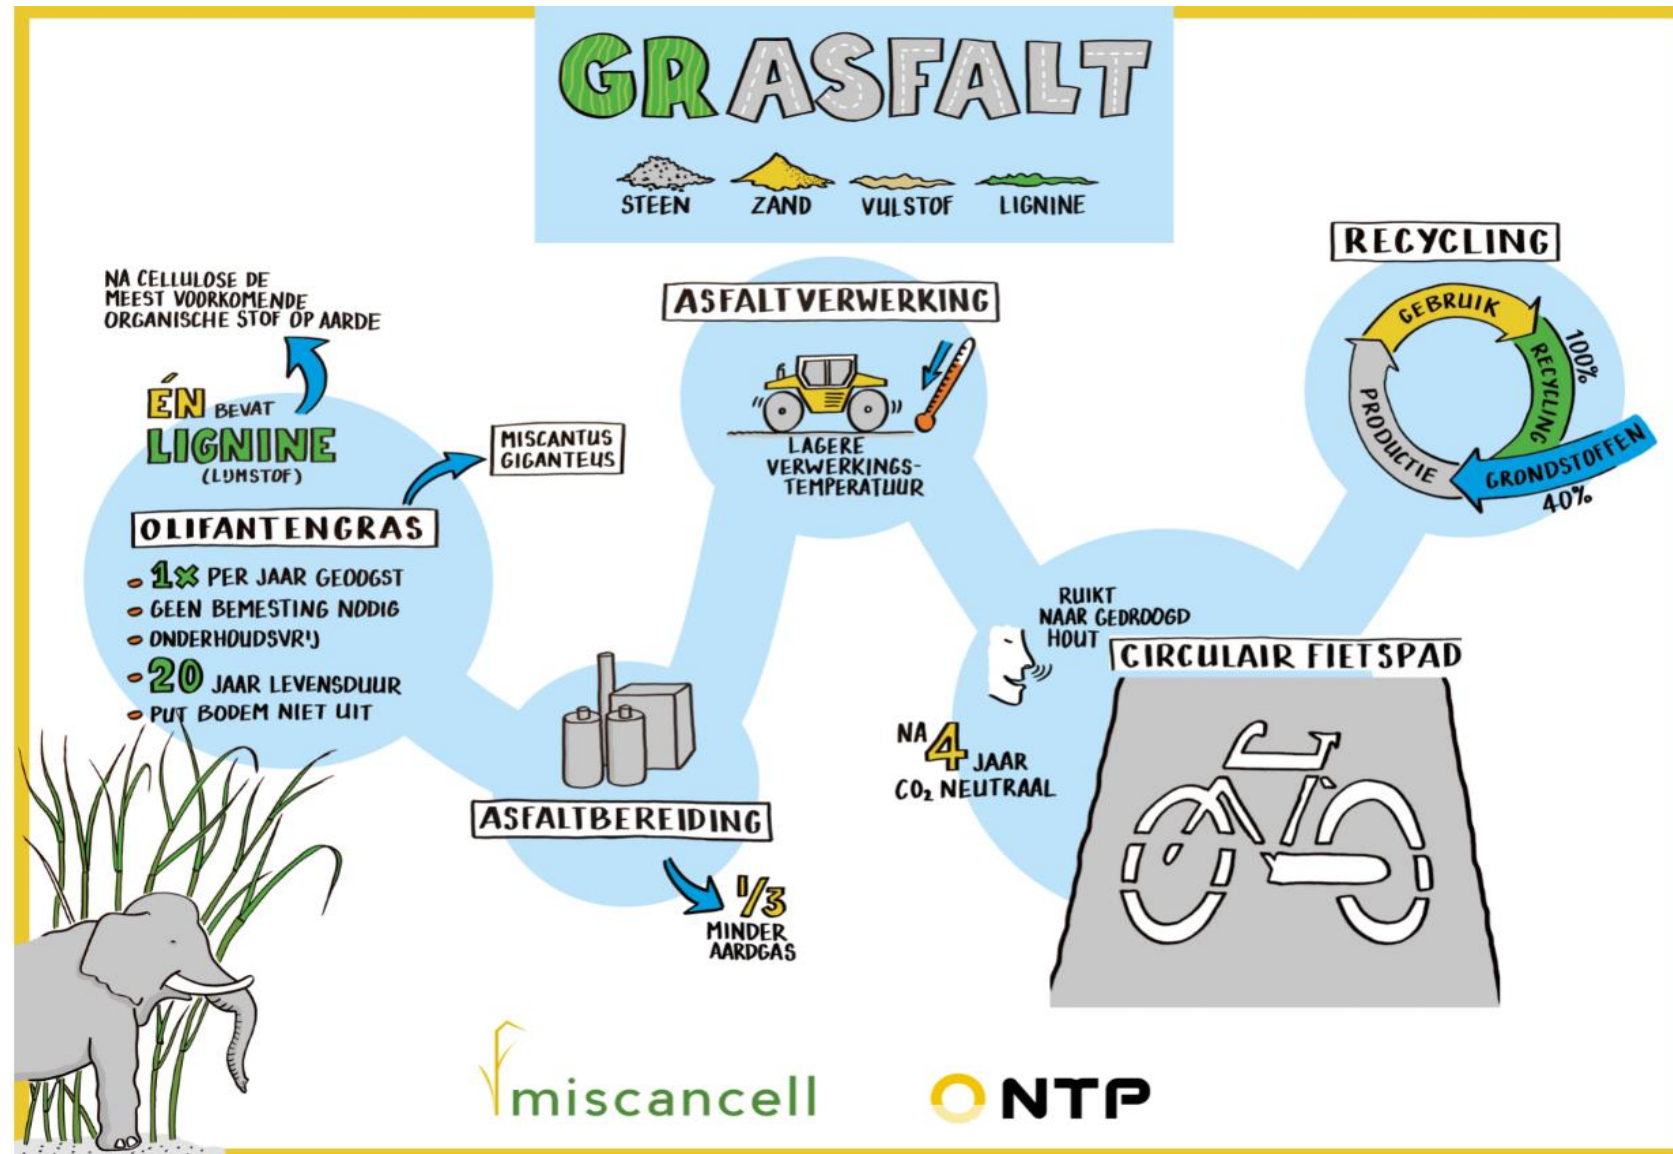 GRASFALT
STEEN
ZAND
VULSTOF
LIGNINE
NA CELLULOSE DE
MEEST VOORKOMENDE
ORGANISCHE STOF OP AARDE
ÉN BEVAT
LIGNINE
(LIJMSTOF)
MISCANTUS
GIGANTEUS
OLIFANTENGRAS
1X PER JAAR GEOOGST
GEEN BEMESTING NODIG
ONDERHOUDSVRIJ
20 JAAR LEVENSDUUR
PUT BODEM NIET UIT
ASFALTBEREIDING
1/3
MINDER
AARDGAS
ASFALTVERWERKING
LAGERE
VERWERKINGS-
TEMPERATUUR
RUIKT
NAAR GEDROOGD
HOUT
CIRCULAIR FIETSPAD
NA 4 JAAR
CO₂ NEUTRAAL
RECYCLING
GEBRUIK
RECYCLING
100%
PRODUCTIE
GRONDSTOFFEN
40%
miscancell
NTP